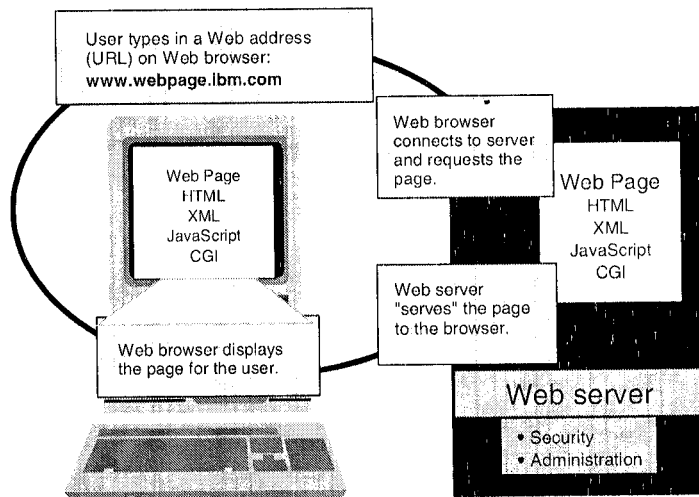 User types in a Web address
(URL) on Web browser:
www.webpage.ibm.com
Web browser
connects to server
and requests the
page.
Web Page
HTML
XML
JavaScript
CGI
Web Page
HTML
XML
JavaScript
CGI
Web server
"serves" the page
to the browser.
Web browser displays
the page for the user.
Web server
• Security
• Administration